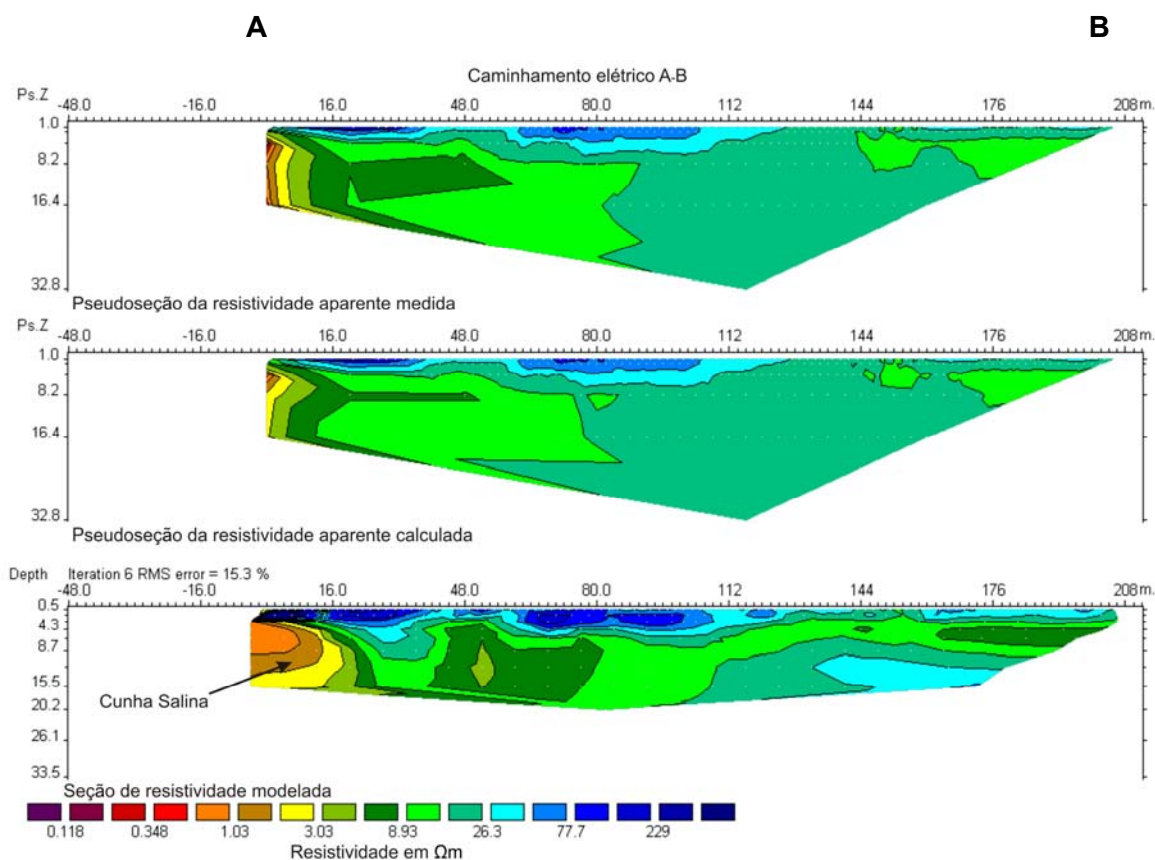 A B
Caminhamento elétrico A-B
Ps.Z
-48.0 -16.0 16.0 48.0 80.0 112 144 176 208 m.
1.0
8.2
16.4
32.8
Pseudoseção da resistividade aparente medida
Ps.Z
-48.0 -16.0 16.0 48.0 80.0 112 144 176 208 m.
1.0
8.2
16.4
32.8
Pseudoseção da resistividade aparente calculada
Depth Iteration 6 RMS error = 15.3 %
-48.0 -16.0 16.0 48.0 80.0 112 144 176 208 m.
0.5
4.3
8.7
15.5
Cunha Salina
20.2
26.1
33.5
Seção de resistividade modelada
0.118 0.348 1.03 3.03 8.93 26.3 77.7 229
Resistividade em Ωm